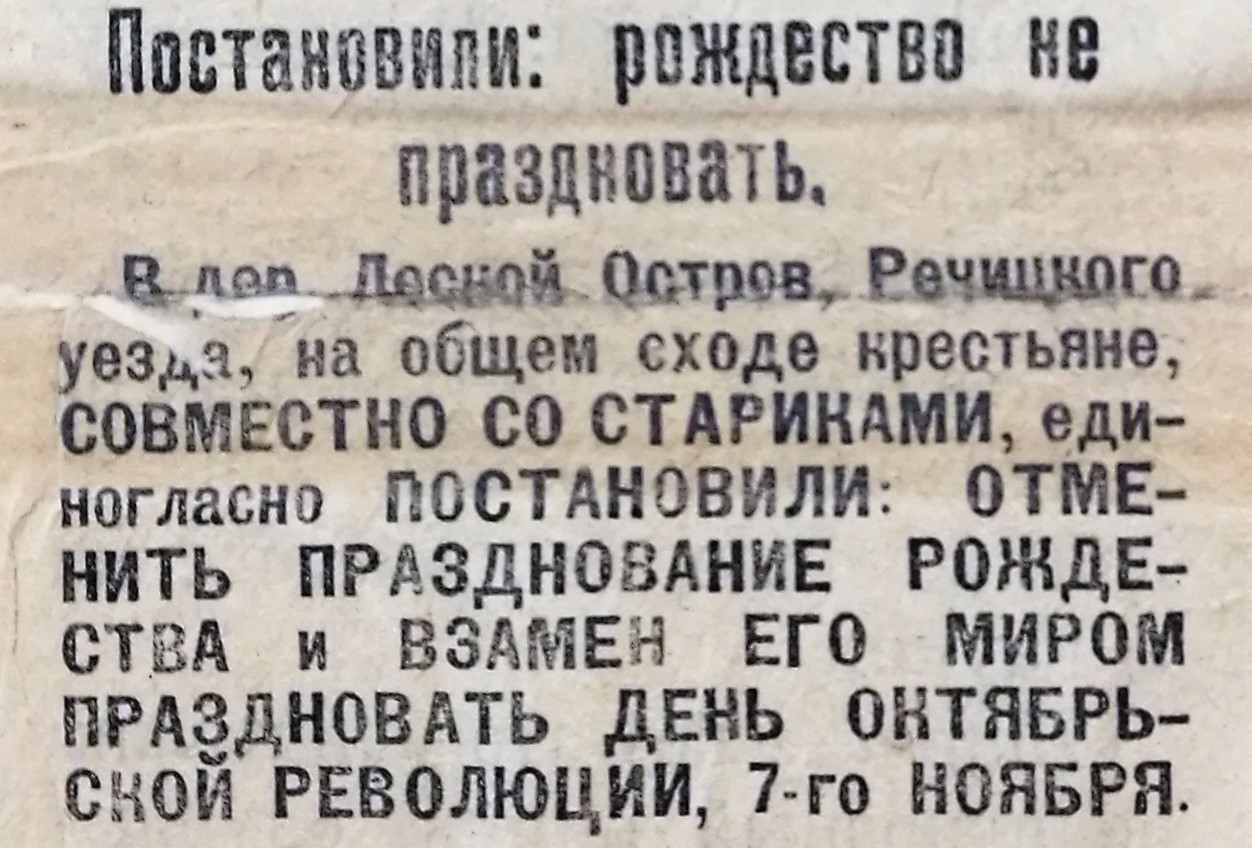 Постановили: рождество не
праздновать.
В дер. Лесной Остров, Речицкого
уезда, на общем сходе крестьяне,
СОВМЕСТНО СО СТАРИКАМИ, еди-
ногласно ПОСТАНОВИЛИ: ОТМЕ-
НИТЬ ПРАЗДНОВАНИЕ РОЖДЕ-
СТВА и ВЗАМЕН ЕГО МИРОМ
ПРАЗДНОВАТЬ ДЕНЬ ОКТЯБРЬ-
СКОЙ РЕВОЛЮЦИИ, 7-го НОЯБРЯ.